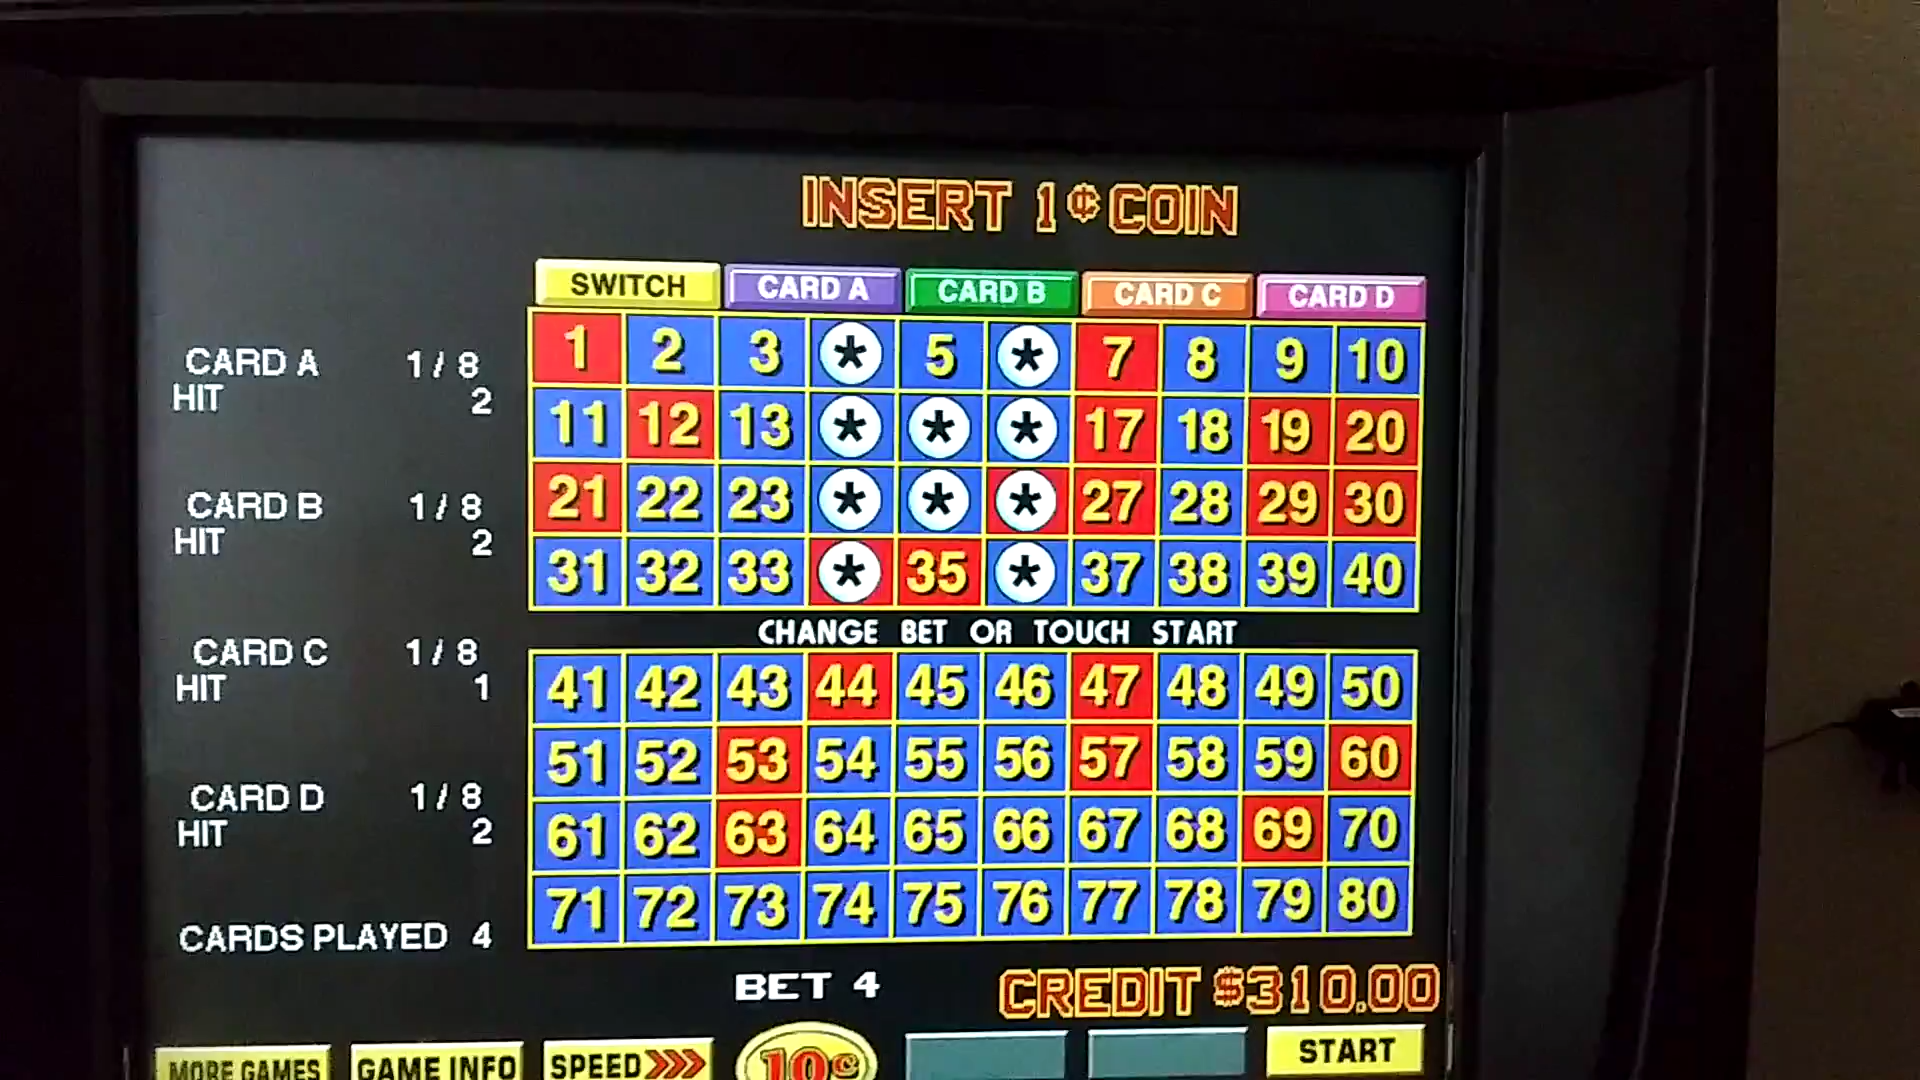 INSERT 1¢ COIN
SWITCH CARD A CARD B CARD C CARD D
CARD A 1/8
HIT 2
CARD B 1/8
HIT 2
CARD C 1/8
HIT 1
CARD D 1/8
HIT 2
CARDS PLAYED 4
1 2 3 * 5 * 7 8 9 10
11 12 13 * * * 17 18 19 20
21 22 23 * * * 27 28 29 30
31 32 33 * 35 * 37 38 39 40
CHANGE BET OR TOUCH START
41 42 43 44 45 46 47 48 49 50
51 52 53 54 55 56 57 58 59 60
61 62 63 64 65 66 67 68 69 70
71 72 73 74 75 76 77 78 79 80
BET 4 CREDIT $310.00
MORE GAMES GAME INFO SPEED 10¢ START